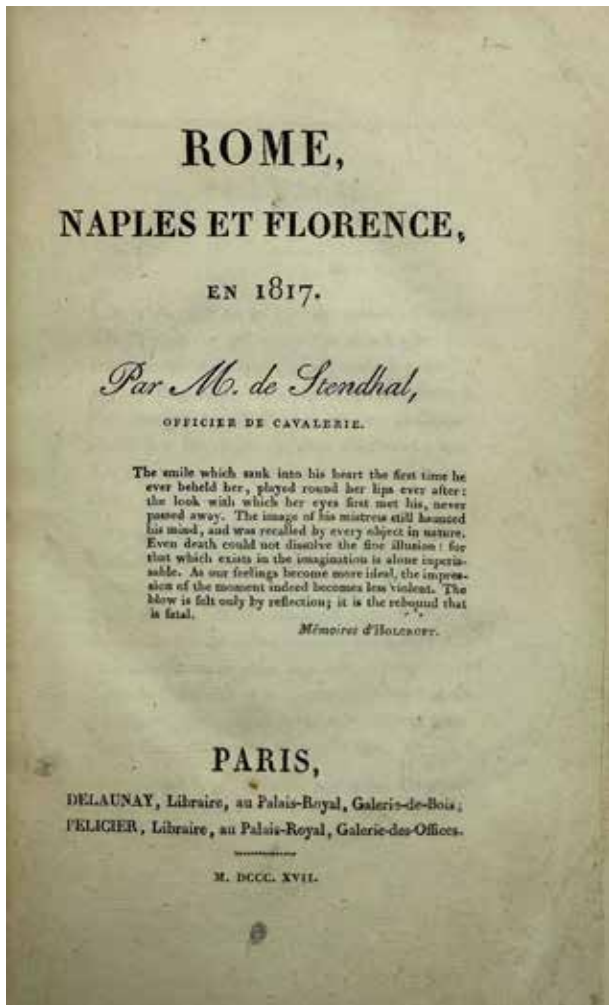 ROME,
NAPLES ET FLORENCE,
EN 1817.
Par M. de Stendhal,
OFFICIER DE CAVALERIE.
The smile which sank into his heart the first time he
ever beheld her, played round her lips ever after:
the look with which her eyes first met his, never
passed away. The image of his mistress still haunted
his mind, and was recalled by every object in nature.
Even death could not dissolve the fine illusion: for
that which exists in the imagination is alone imperis-
sable. As our feelings become more ideal, the impres-
sion of the moment indeed becomes less violent. The
blow is felt only by reflection; it is the rebound that
is fatal.
Mémoires d'HOLCROFT.
PARIS,
DELAUNAY, Libraire, au Palais-Royal, Galerie-de-Bois;
PELICIER, Libraire, au Palais-Royal, Galerie-des-Offices.
M. DCCC. XVII.